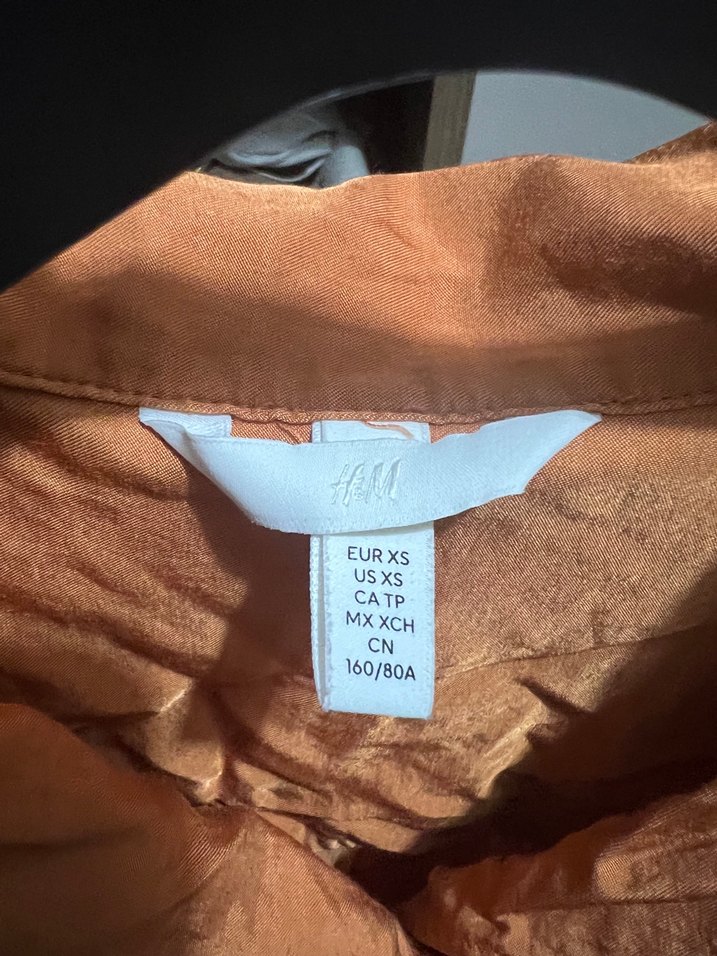 H&M
EUR XS
US XS
CA TP
MX XCH
CN
160/80A